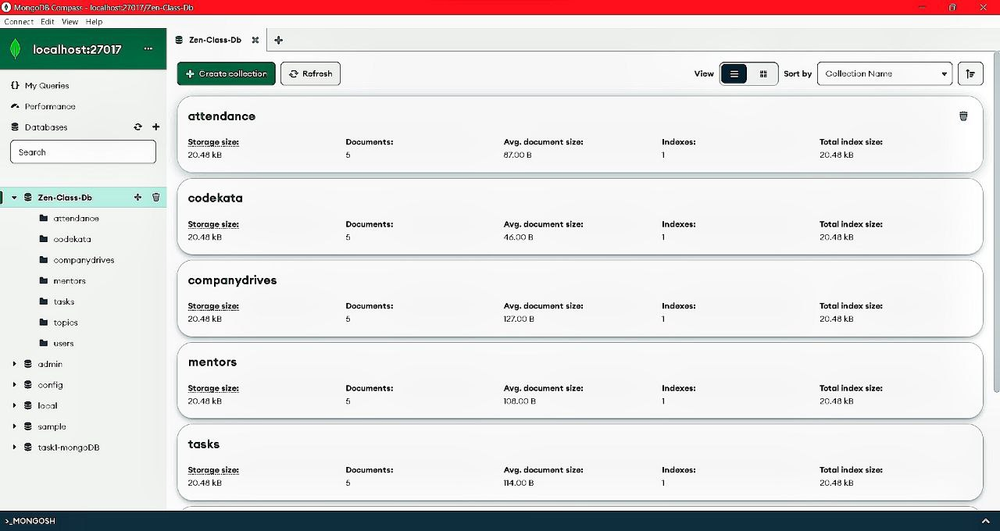 MongoDB Compass - localhost:27017/Zen-Class-Db
Connect Edit View Help
localhost:27017 ...
My Queries
Performance
Databases
Search
Zen-Class-Db
attendance
codekata
companydrives
mentors
tasks
topics
users
admin
config
local
sample
task1-mongoDB
Zen-Class-Db
Create collection Refresh View Sort by Collection Name
attendance
Storage size: Documents: Avg. document size: Indexes: Total index size:
20.48 kB 5 87.00 B 1 20.48 kB
codekata
Storage size: Documents: Avg. document size: Indexes: Total index size:
20.48 kB 5 46.00 B 1 20.48 kB
companydrives
Storage size: Documents: Avg. document size: Indexes: Total index size:
20.48 kB 5 127.00 B 1 20.48 kB
mentors
Storage size: Documents: Avg. document size: Indexes: Total index size:
20.48 kB 5 108.00 B 1 20.48 kB
tasks
Storage size: Documents: Avg. document size: Indexes: Total index size:
20.48 kB 5 114.00 B 1 20.48 kB
>_MONGOSH